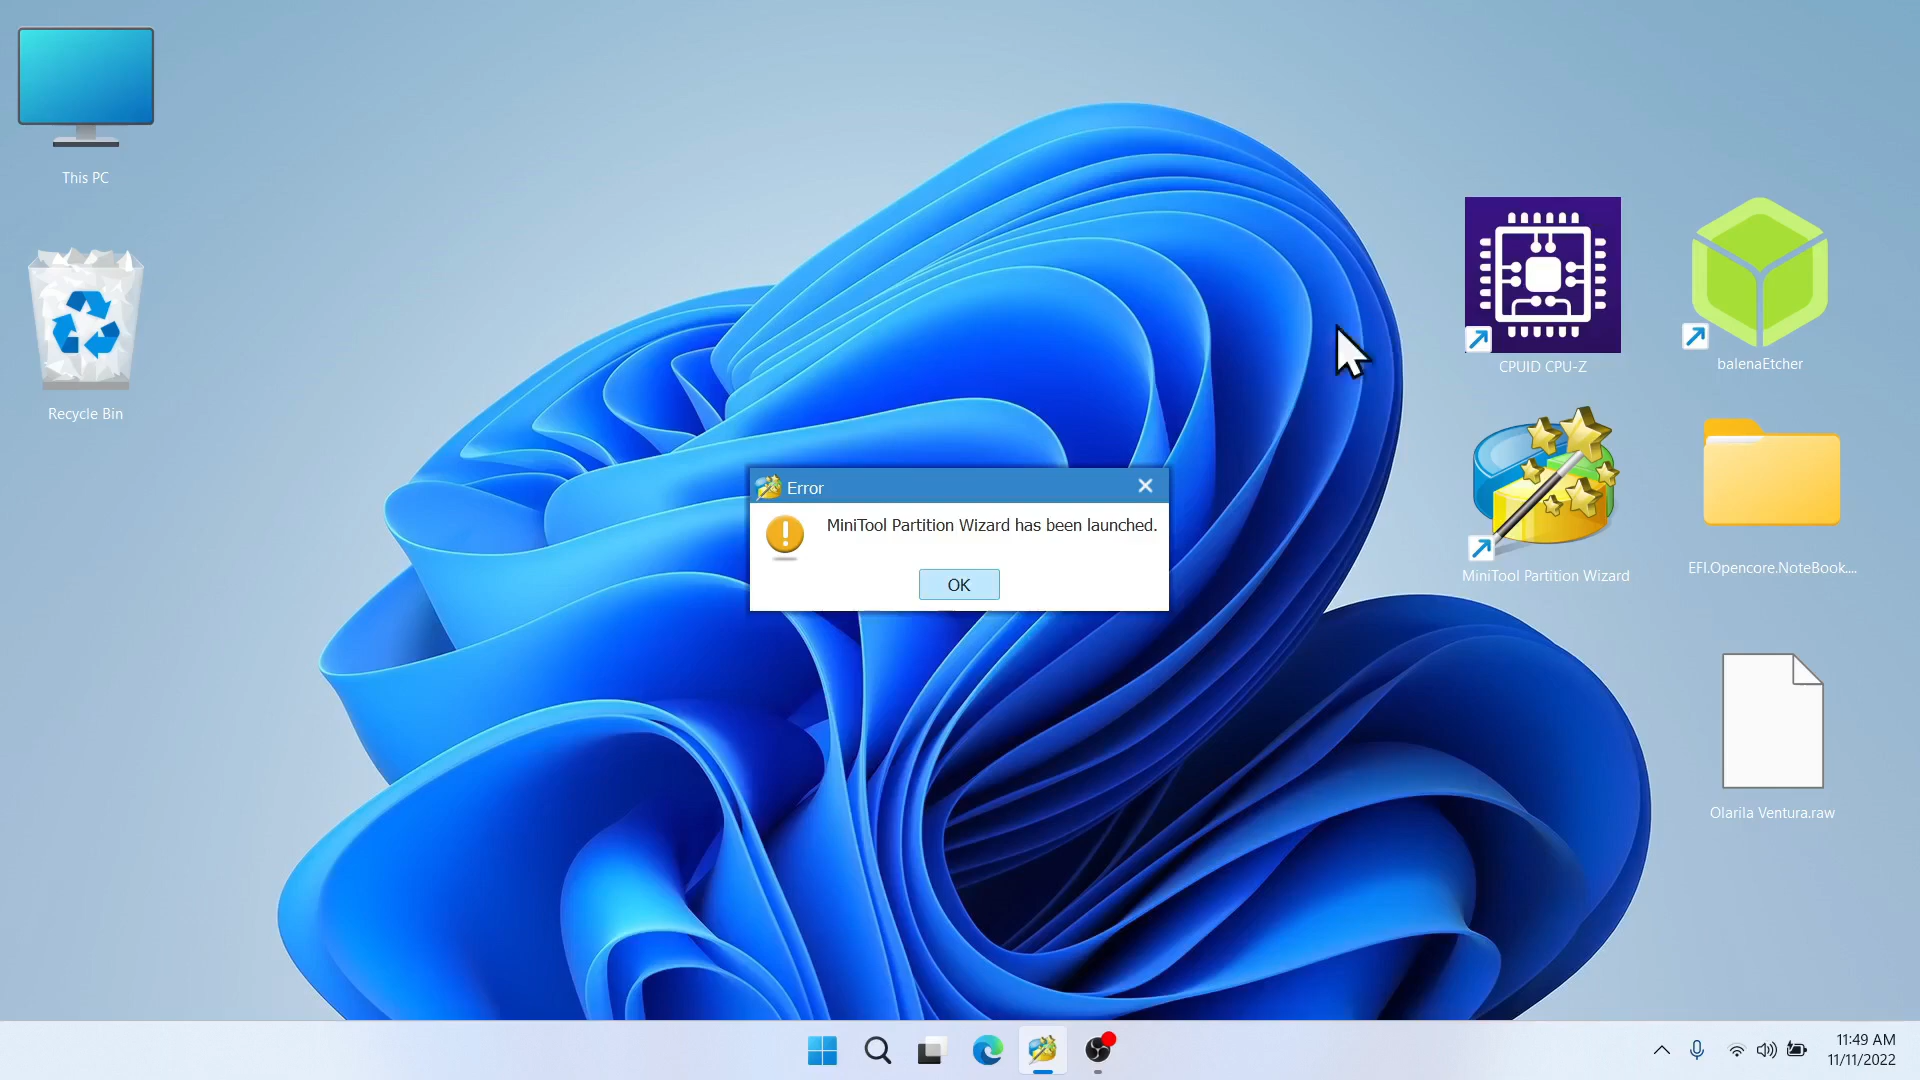 This PC
Recycle Bin
CPUID CPU-Z
balenaEtcher
MiniTool Partition Wizard
EFI.Opencore.NoteBook....
Olarila Ventura.raw
Error
MiniTool Partition Wizard has been launched.
OK
11:49 AM
11/11/2022